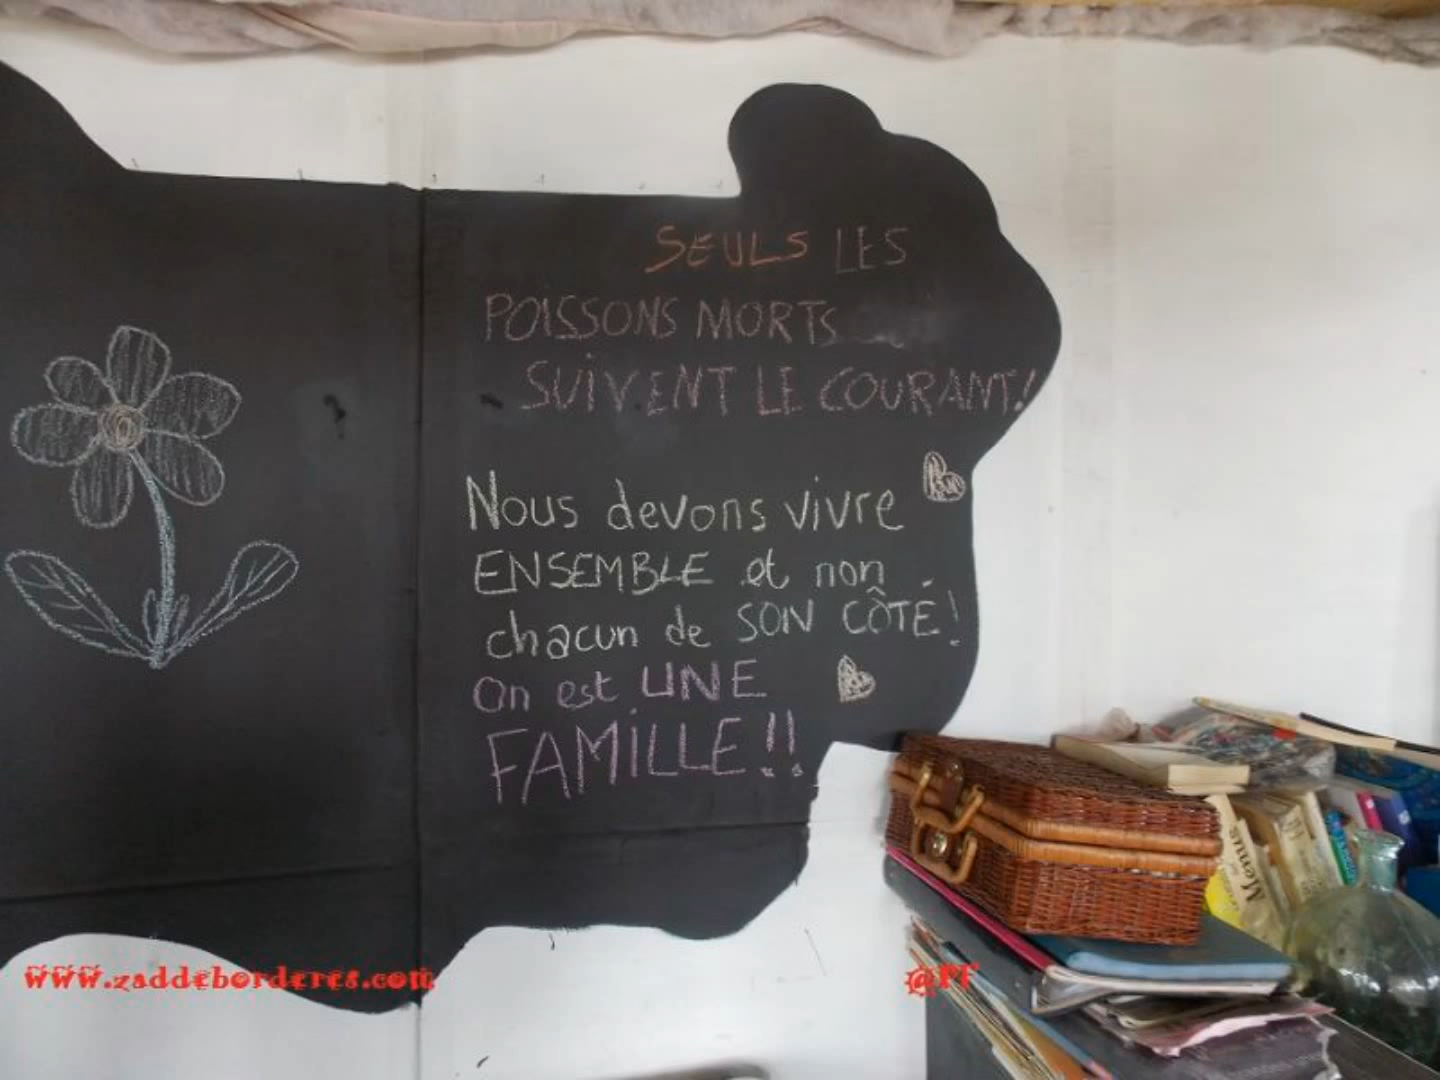 SEULS LES
POISSONS MORTS
SUIVENT LE COURANT!
Nous devons vivre
ENSEMBLE et non
chacun de SON CÔTÉ!
On est UNE
FAMILLE!!
Menus
www.zaddeborderes.com
@PF